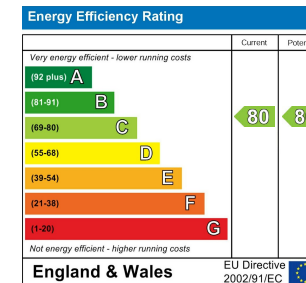 Energy Efficiency Rating
Current
Very energy efficient - lower running costs
(92 plus) A
(81-91) B
(69-80) C
80
(55-68) D
(39-54) E
(21-38) F
(1-20) G
Not energy efficient - higher running costs
England & Wales
EU Directive
2002/91/EC